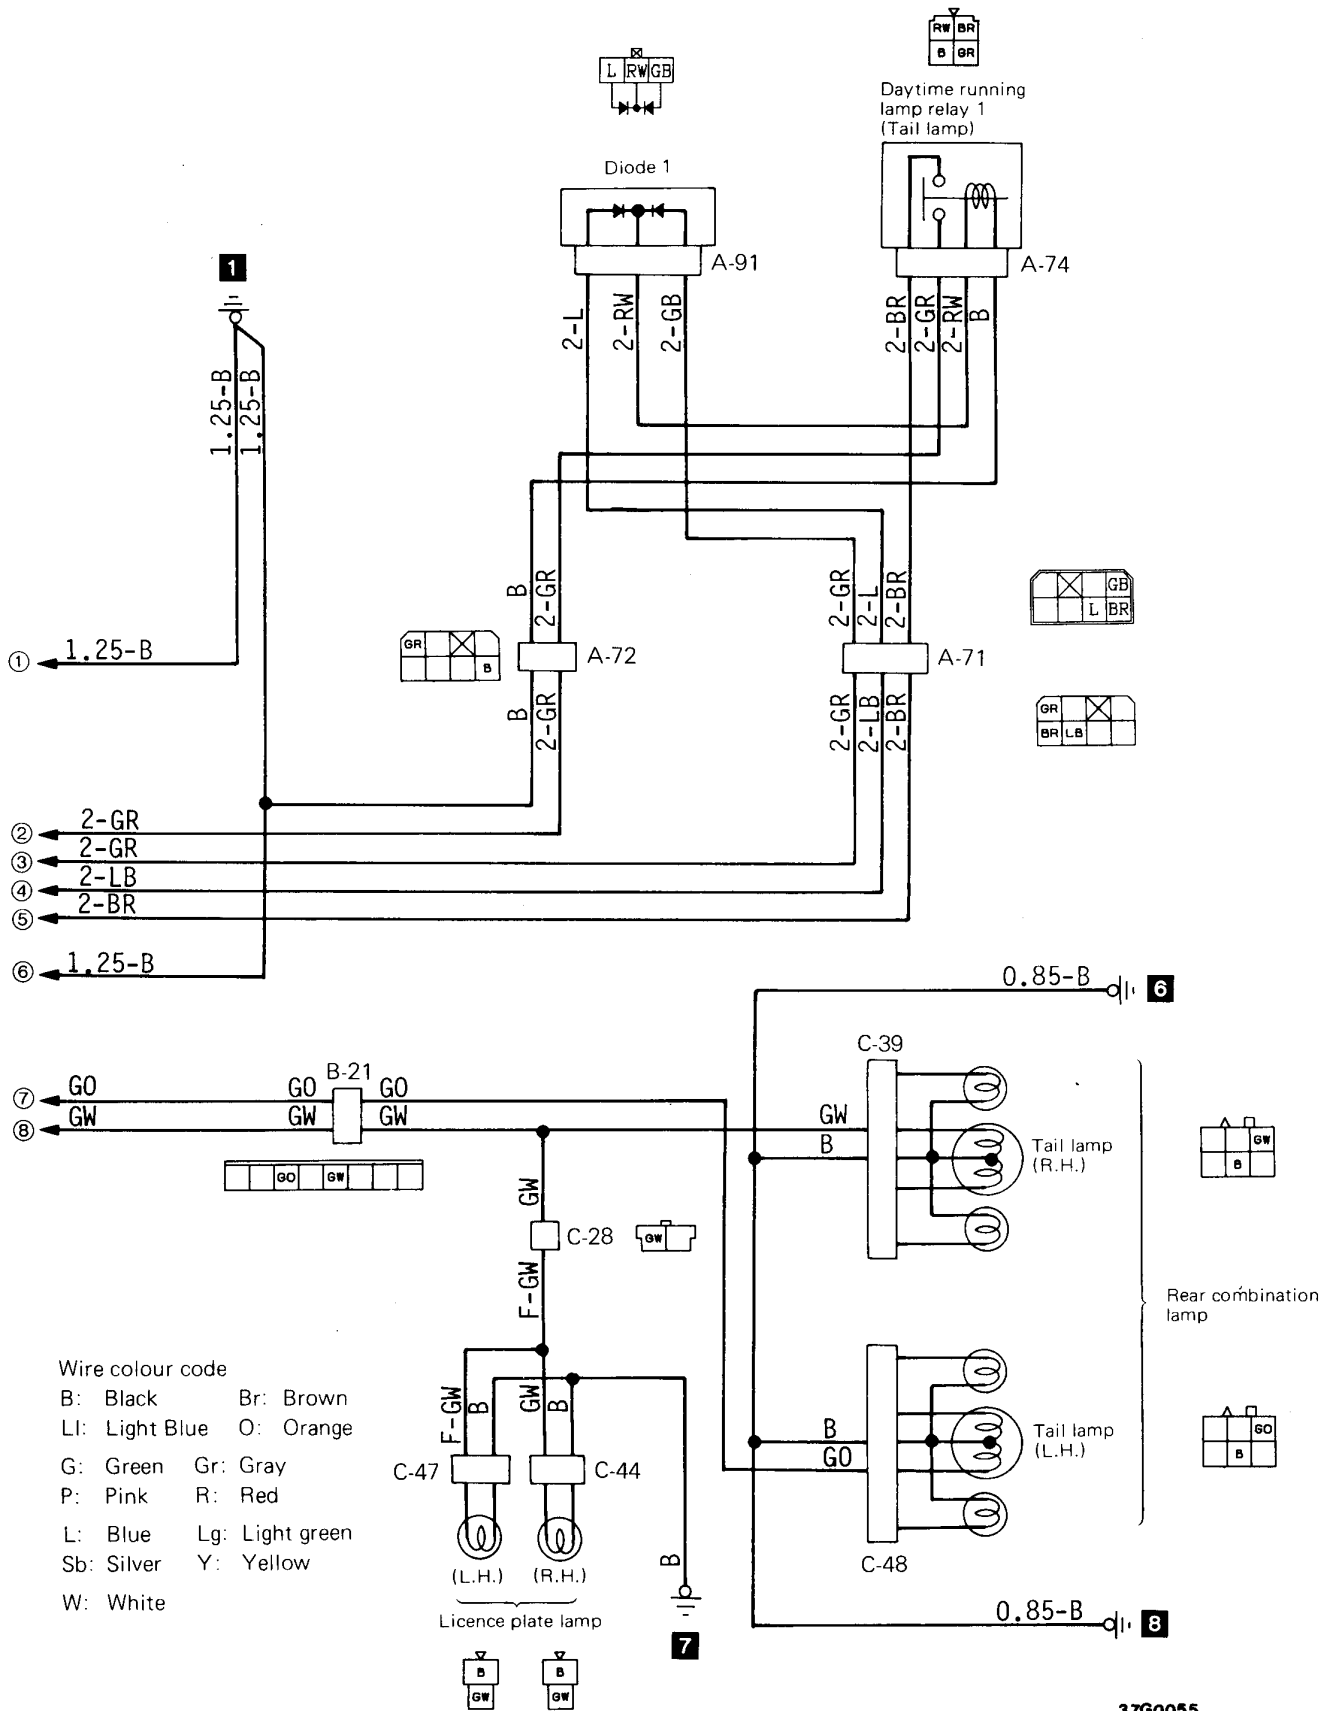 RW BR
B GR
L RW GB
Daytime running
lamp relay 1
(Tail lamp)
Diode 1
A-91
A-74
1
2-L
2-RW
2-GB
2-BR
2-GR
2-RW
B
1.25-B
1.25-B
B
2-GR
2-GR
2-L
2-BR
GB
L BR
① 1.25-B
GR
B
A-72
A-71
B
2-GR
2-GR
2-LB
2-BR
GR
BR LB
② 2-GR
③ 2-GR
④ 2-LB
⑤ 2-BR
⑥ 1.25-B
0.85-B 6
C-39
B-21
⑦ GO GO GO
⑧ GW GW GW GW
B
Tail lamp
(R.H.)
GW
B
GO GW
GW
C-28
GW
F-GW
Rear combination
lamp
Wire colour code
B: Black Br: Brown
Ll: Light Blue O: Orange
G: Green Gr: Gray
P: Pink R: Red
L: Blue Lg: Light green
Sb: Silver Y: Yellow
W: White
F-GW
B
GW
B
C-47
C-44
B
GO
Tail lamp
(L.H.)
GO
B
C-48
(L.H.) (R.H.)
Licence plate lamp
B
7
0.85-B 8
B
GW
B
GW
37G0055